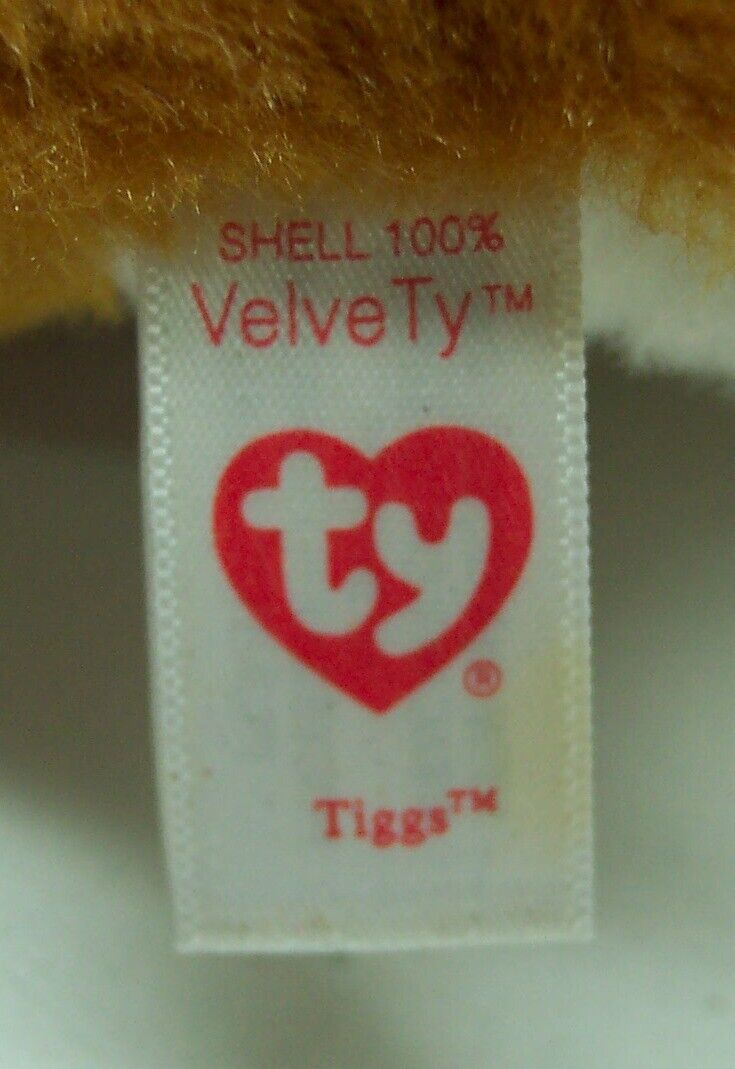 SHELL 100%
VelveTy™
ty®
Tiggs™